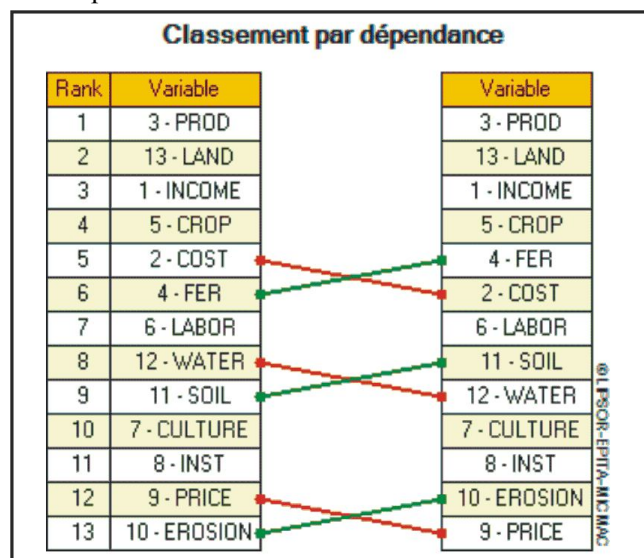 Classement par dépendance
Rank Variable Variable
1 3 - PROD 3 - PROD
2 13 - LAND 13 - LAND
3 1 - INCOME 1 - INCOME
4 5 - CROP 5 - CROP
5 2 - COST 4 - FER
6 4 - FER 2 - COST
7 6 - LABOR 6 - LABOR
8 12 - WATER 11 - SOIL
9 11 - SOIL 12 - WATER
10 7 - CULTURE 7 - CULTURE
11 8 - INST 8 - INST
12 9 - PRICE 10 - EROSION
13 10 - EROSION 9 - PRICE
© LIPSOR-EPITA-MICMAC